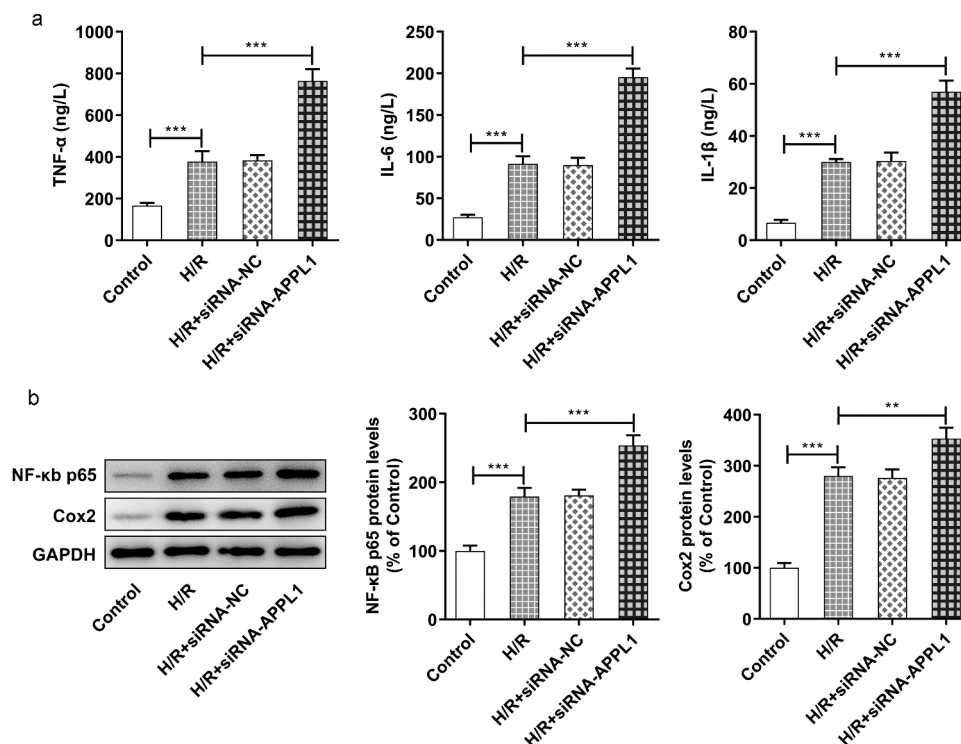 a
TNF-α (ng/L)
1000
800
600
400
200
0
***
***
Control
H/R
H/R+siRNA-NC
H/R+siRNA-APPL1
IL-6 (ng/L)
250
200
150
100
50
0
***
***
Control
H/R
H/R+siRNA-NC
H/R+siRNA-APPL1
IL-1β (ng/L)
80
60
40
20
0
***
***
Control
H/R
H/R+siRNA-NC
H/R+siRNA-APPL1
b
NF-κb p65
Cox2
GAPDH
Control
H/R
H/R+siRNA-NC
H/R+siRNA-APPL1
NF-κB p65 protein levels
(% of Control)
300
200
100
0
***
***
Control
H/R
H/R+siRNA-NC
H/R+siRNA-APPL1
Cox2 protein levels
(% of Control)
400
300
200
100
0
***
**
Control
H/R
H/R+siRNA-NC
H/R+siRNA-APPL1